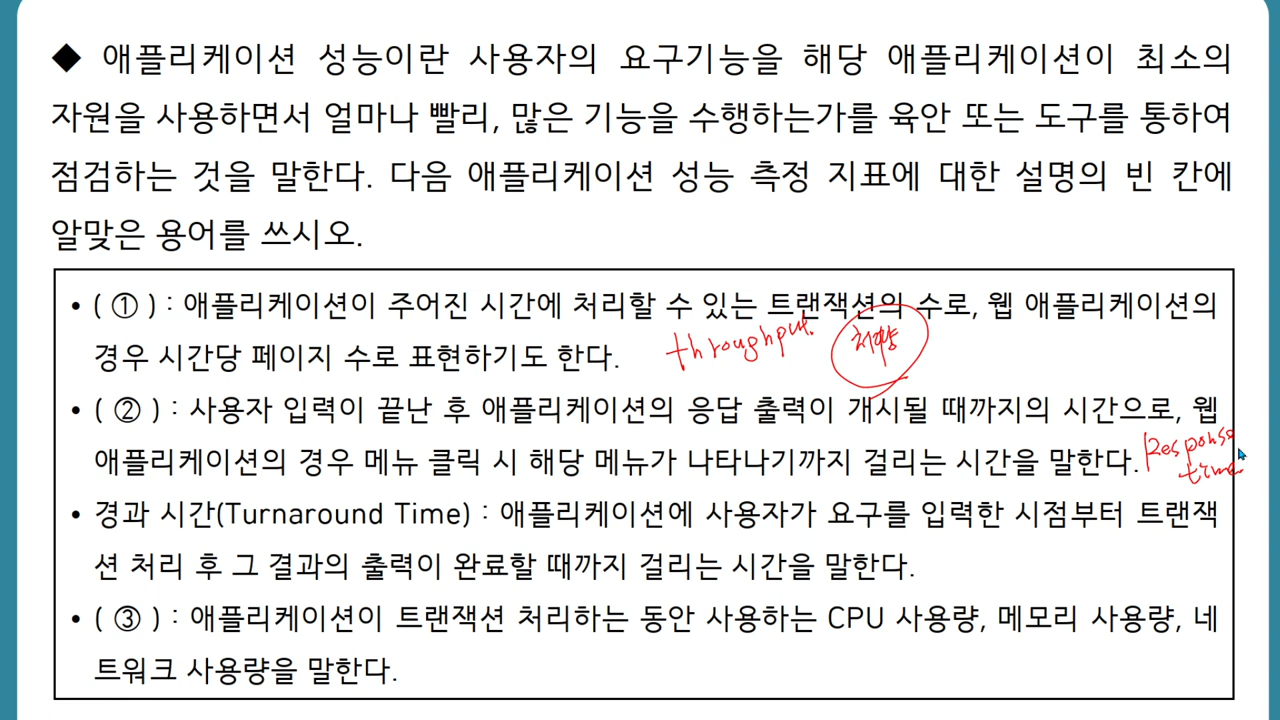 ◆ 애플리케이션 성능이란 사용자의 요구기능을 해당 애플리케이션이 최소의
자원을 사용하면서 얼마나 빨리, 많은 기능을 수행하는가를 육안 또는 도구를 통하여
점검하는 것을 말한다. 다음 애플리케이션 성능 측정 지표에 대한 설명의 빈 칸에
알맞은 용어를 쓰시오.
• ( ① ) : 애플리케이션이 주어진 시간에 처리할 수 있는 트랜잭션의 수로, 웹 애플리케이션의
경우 시간당 페이지 수로 표현하기도 한다.
throughput.
• ( ② ) : 사용자 입력이 끝난 후 애플리케이션의 응답 출력이 개시될 때까지의 시간으로, 웹
애플리케이션의 경우 메뉴 클릭 시 해당 메뉴가 나타나기까지 걸리는 시간을 말한다.
Response
time
• 경과 시간(Turnaround Time) : 애플리케이션에 사용자가 요구를 입력한 시점부터 트랜잭
션 처리 후 그 결과의 출력이 완료할 때까지 걸리는 시간을 말한다.
• ( ③ ) : 애플리케이션이 트랜잭션 처리하는 동안 사용하는 CPU 사용량, 메모리 사용량, 네
트워크 사용량을 말한다.